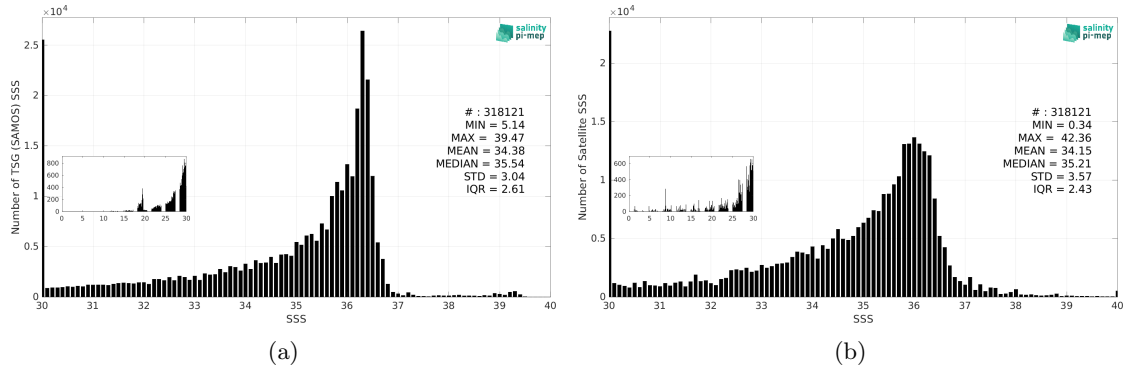 ×10⁴
2.5
2
1.5
1
0.5
0
Number of TSG (SAMOS) SSS
salinity
pi-mep
# : 318121
MIN = 5.14
MAX = 39.47
MEAN = 34.38
MEDIAN = 35.54
STD = 3.04
IQR = 2.61
800
600
400
200
0
0 5 10 15 20 25 30
30 31 32 33 34 35 36 37 38 39 40
SSS
(a)
×10⁴
2
1.5
1
0.5
0
Number of Satellite SSS
salinity
pi-mep
# : 318121
MIN = 0.34
MAX = 42.36
MEAN = 34.15
MEDIAN = 35.21
STD = 3.57
IQR = 2.43
600
400
200
0
0 5 10 15 20 25 30
30 31 32 33 34 35 36 37 38 39 40
SSS
(b)